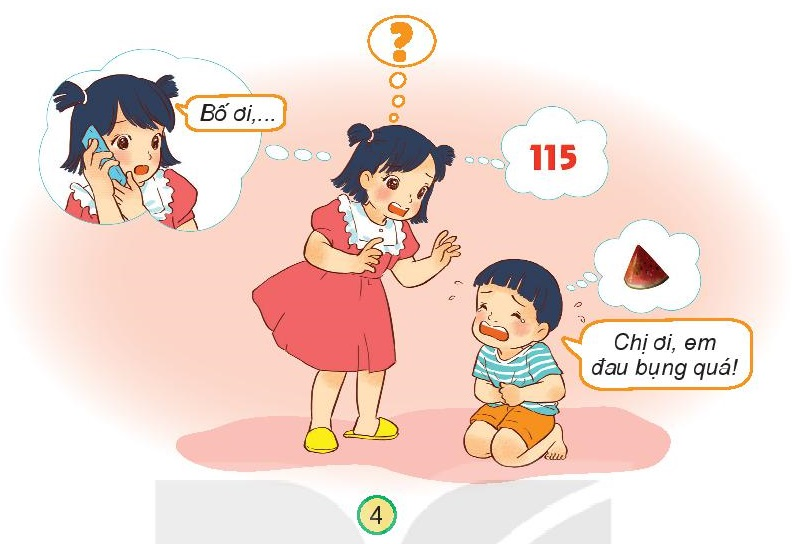 ?
Bố ơi,...
115
Chị ơi, em
đau bụng quá!
4